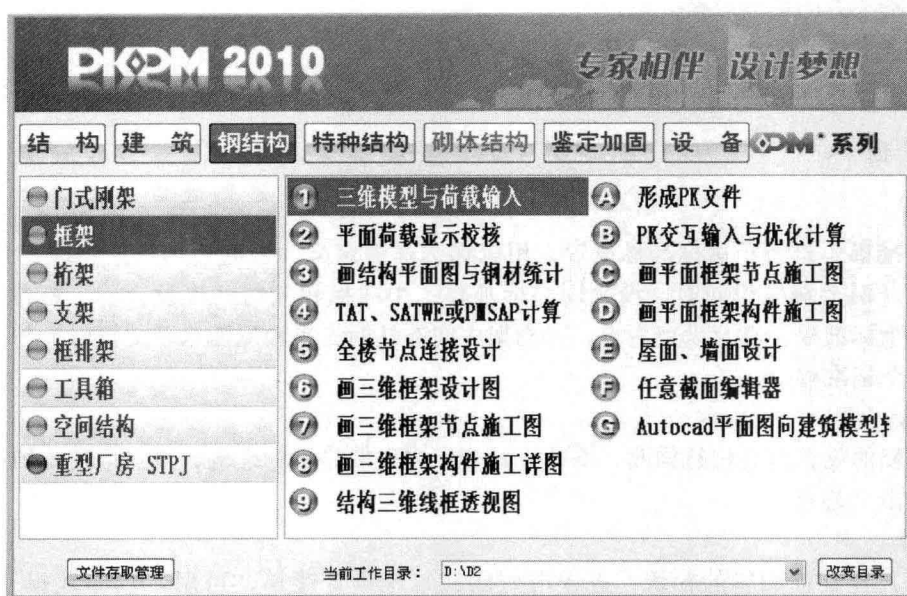 PKPM 2010
专家相伴 设计梦想
结 构 建 筑 钢结构 特种结构 砌体结构 鉴定加固 设 备 PKPM 系列
门式刚架
框架
桁架
支架
框排架
工具箱
空间结构
重型厂房 STPJ
1 三维模型与荷载输入
2 平面荷载显示校核
3 画结构平面图与钢材统计
4 TAT、SATWE或PMSAP计算
5 全楼节点连接设计
6 画三维框架设计图
7 画三维框架节点施工图
8 画三维框架构件施工详图
9 结构三维线框透视图
A 形成PK文件
B PK交互输入与优化计算
C 画平面框架节点施工图
D 画平面框架构件施工图
E 屋面、墙面设计
F 任意截面编辑器
G Autocad平面图向建筑模型转
文件存取管理 当前工作目录: D:\D2 改变目录